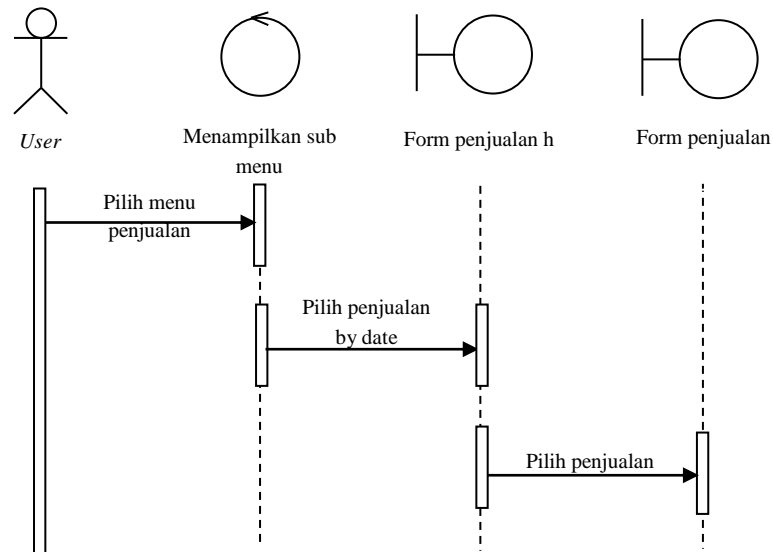 User
Menampilkan sub
menu
Form penjualan h
Form penjualan
Pilih menu
penjualan
Pilih penjualan
by date
Pilih penjualan